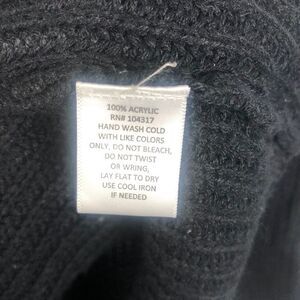 100% ACRYLIC
RN# 104317
HAND WASH COLD
WITH LIKE COLORS
ONLY, DO NOT BLEACH,
DO NOT TWIST
OR WRING,
LAY FLAT TO DRY
USE COOL IRON
IF NEEDED